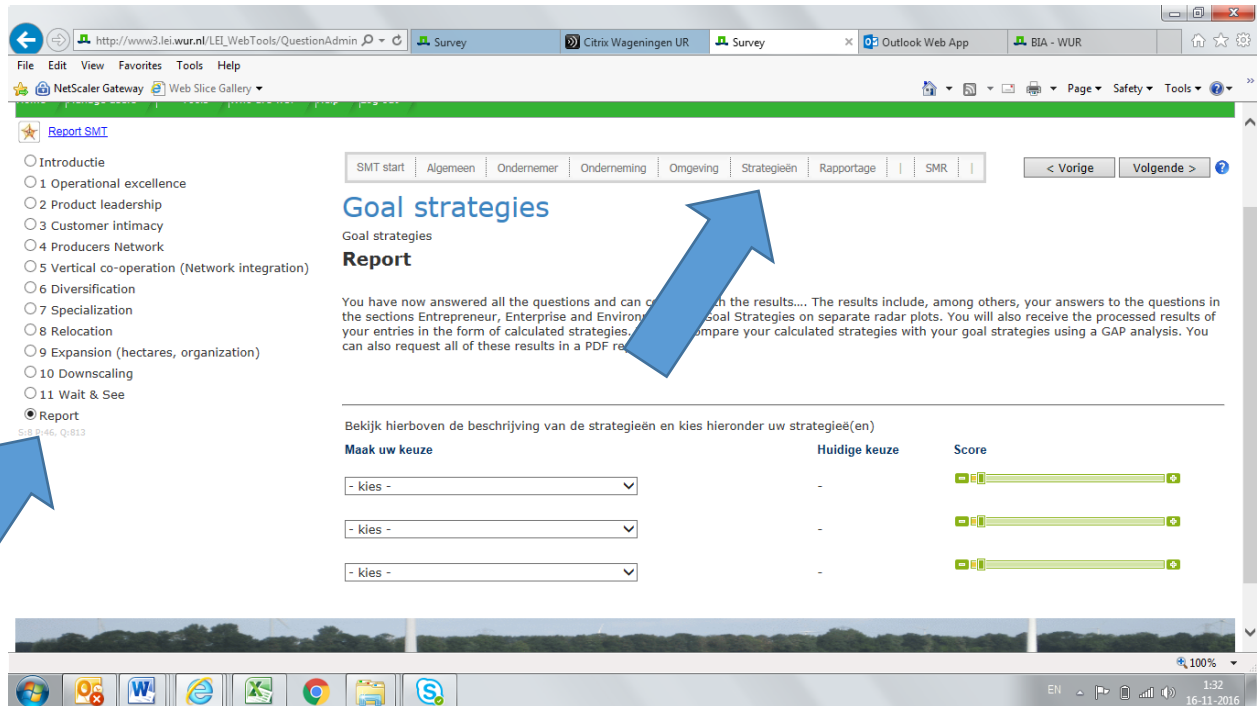 http://www3.lei.wur.nl/LEI_WebTools/QuestionAdmin
Survey
Citrix Wageningen UR
Survey
Outlook Web App
BIA - WUR
File Edit View Favorites Tools Help
NetScaler Gateway Web Slice Gallery
Page Safety Tools
Report SMT
Introductie
1 Operational excellence
2 Product leadership
3 Customer intimacy
4 Producers Network
5 Vertical co-operation (Network integration)
6 Diversification
7 Specialization
8 Relocation
9 Expansion (hectares, organization)
10 Downscaling
11 Wait & See
Report
S:8 P:46, Q:813
SMT start Algemeen Ondernemer Onderneming Omgeving Strategieën Rapportage | SMR |
< Vorige Volgende >
Goal strategies
Goal strategies
Report
You have now answered all the questions and can the results.... The results include, among others, your answers to the questions in
the sections Entrepreneur, Enterprise and Goal Strategies on separate radar plots. You will also receive the processed results of
your entries in the form of calculated strategies. your calculated strategies with your goal strategies using a GAP analysis. You
can also request all of these results in a PDF
Bekijk hierboven de beschrijving van de strategieën en kies hieronder uw strategieë(en)
Maak uw keuze Huidige keuze Score
- kies - -
- kies - -
- kies - -
100%
EN 1:32
16-11-2016